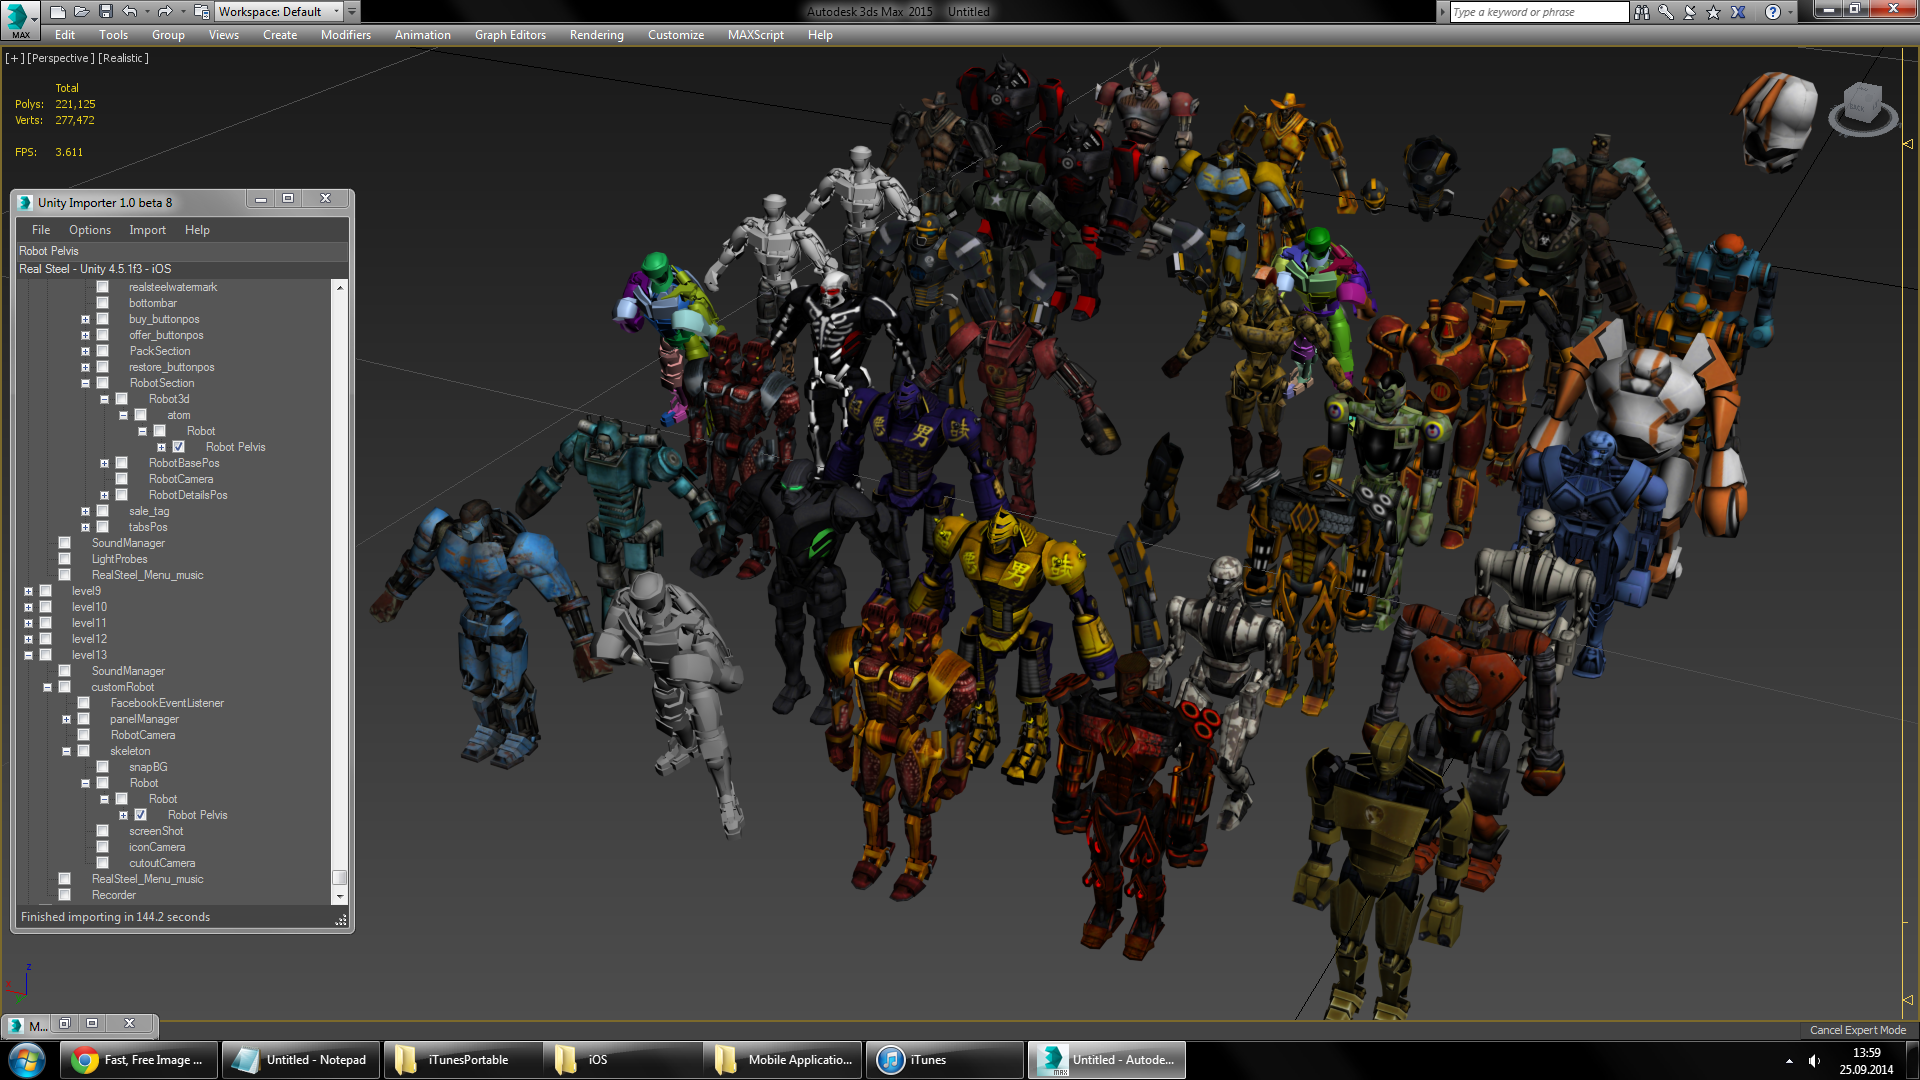 Workspace: Default
Autodesk 3ds Max 2015 Untitled
Type a keyword or phrase
MAX
Edit Tools Group Views Create Modifiers Animation Graph Editors Rendering Customize MAXScript Help
[+] [Perspective] [Realistic]
Total
Polys: 221,125
Verts: 277,472
FPS: 3.611
BACK
Unity Importer 1.0 beta 8
File Options Import Help
Robot Pelvis
Real Steel - Unity 4.5.1f3 - iOS
realsteelwatermark
bottombar
buy_buttonpos
offer_buttonpos
PackSection
restore_buttonpos
RobotSection
Robot3d
atom
Robot
Robot Pelvis
RobotBasePos
RobotCamera
RobotDetailsPos
sale_tag
tabsPos
SoundManager
LightProbes
RealSteel_Menu_music
level9
level10
level11
level12
level13
SoundManager
customRobot
FacebookEventListener
panelManager
RobotCamera
skeleton
snapBG
Robot
Robot
Robot Pelvis
screenShot
iconCamera
cutoutCamera
RealSteel_Menu_music
Recorder
Finished importing in 144.2 seconds
z
M...
Cancel Expert Mode
Fast, Free Image ...
Untitled - Notepad
iTunesPortable
iOS
Mobile Applicatio...
iTunes
Untitled - Autode...
13:59
25.09.2014